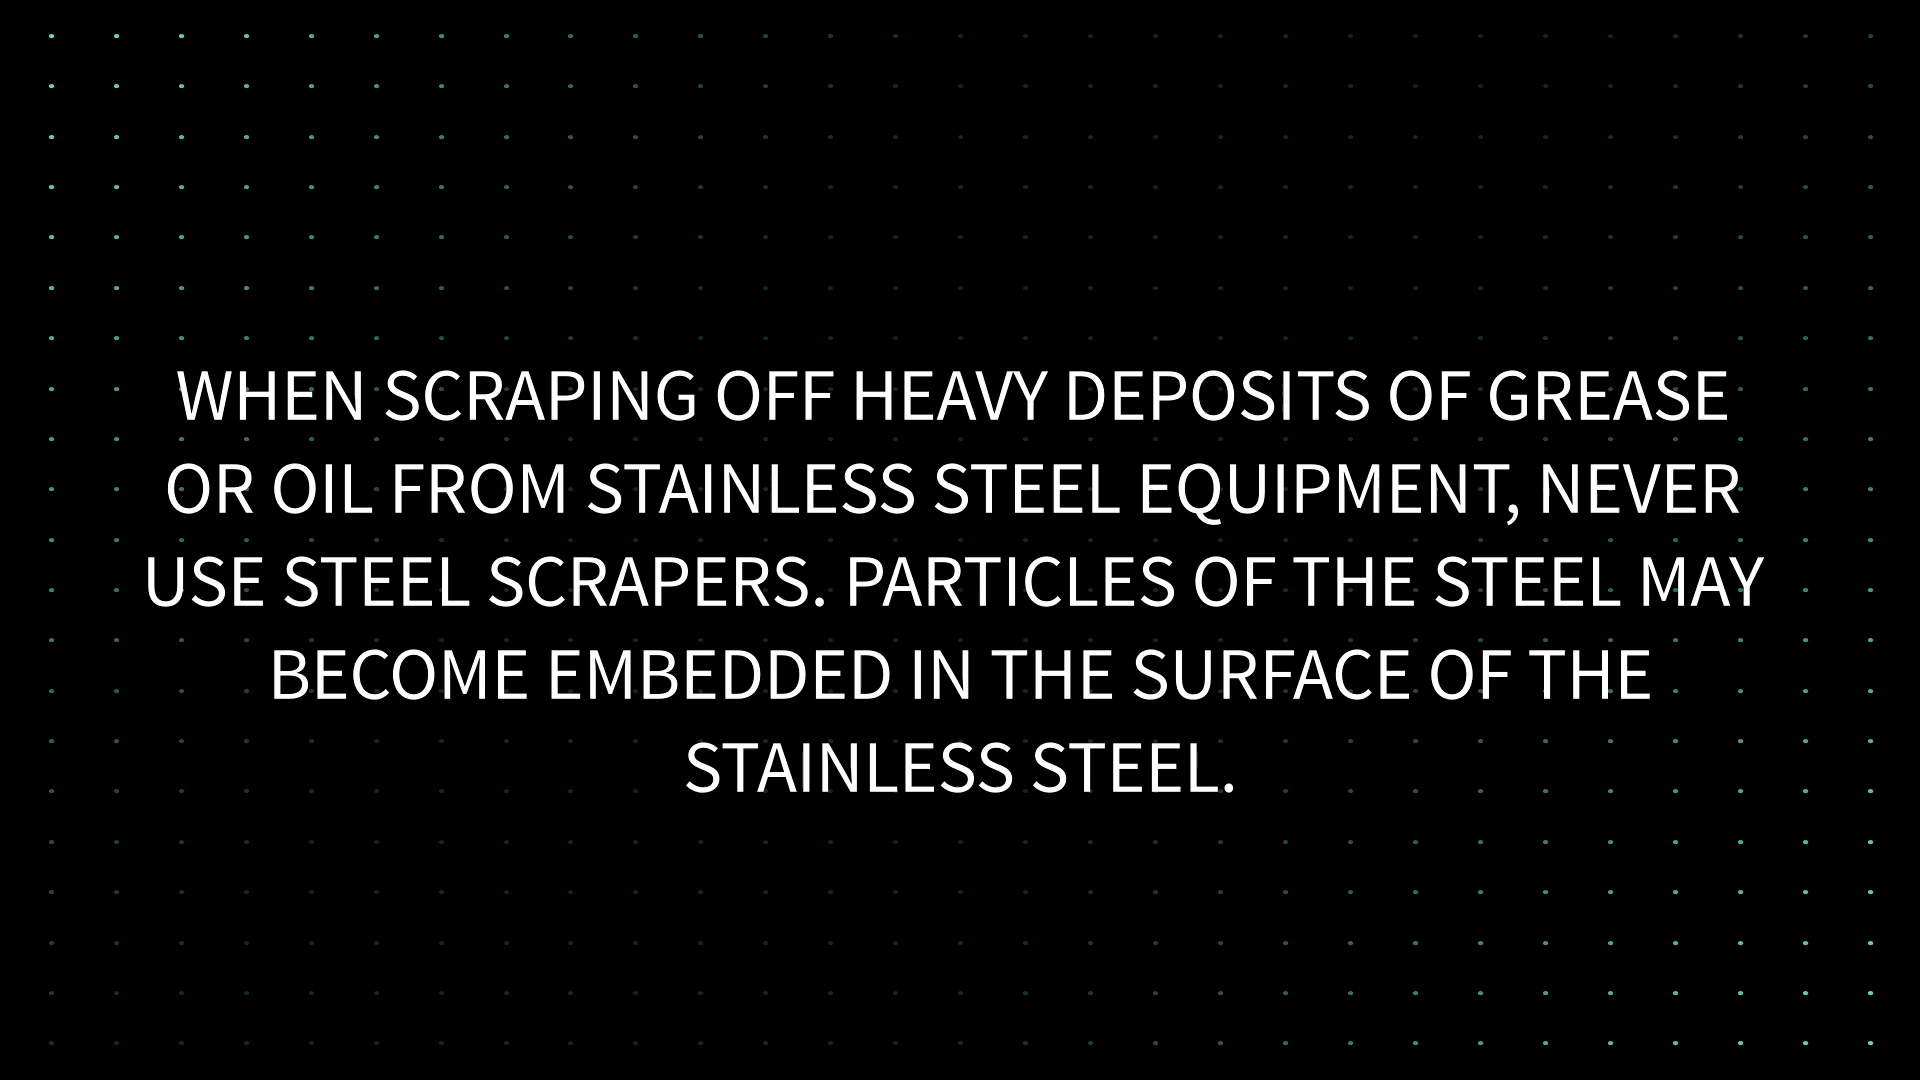 WHEN SCRAPING OFF HEAVY DEPOSITS OF GREASE
OR OIL FROM STAINLESS STEEL EQUIPMENT, NEVER
USE STEEL SCRAPERS. PARTICLES OF THE STEEL MAY
BECOME EMBEDDED IN THE SURFACE OF THE
STAINLESS STEEL.